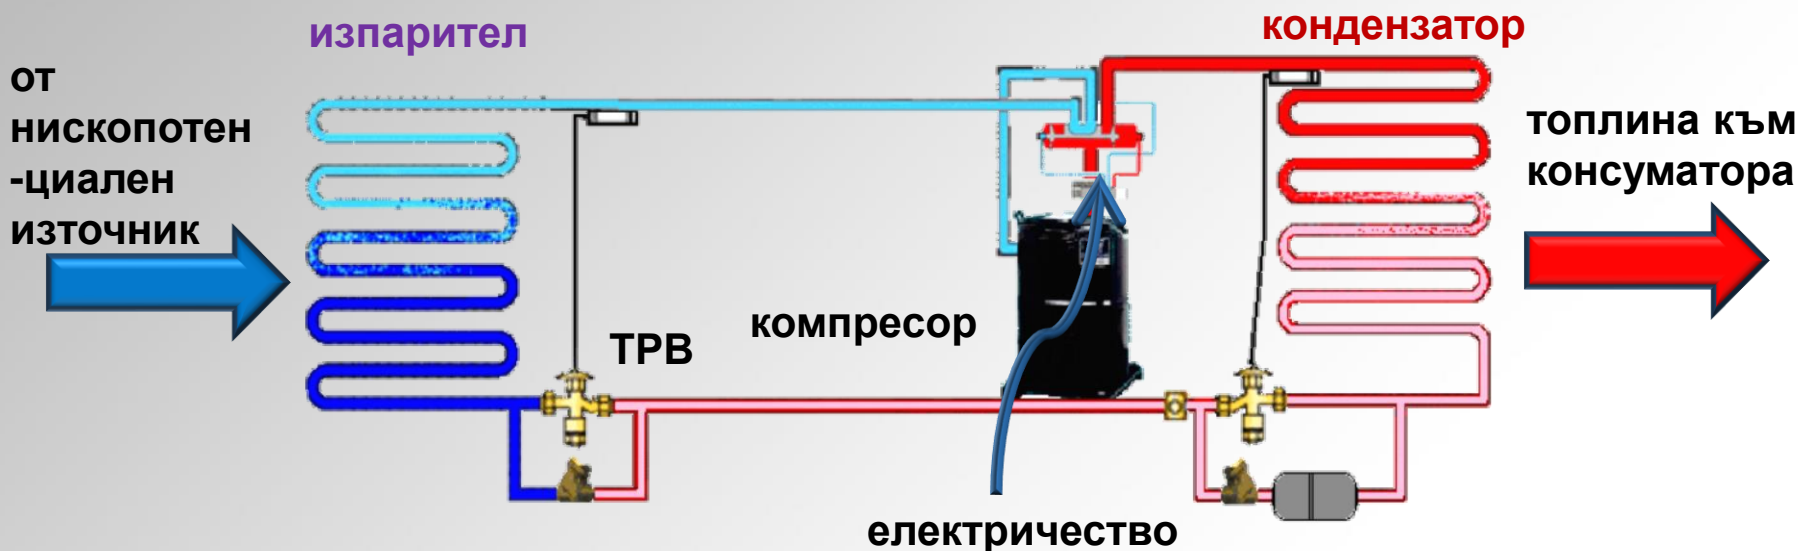 изпарител
кондензатор
от
нископотен
-циален
източник
топлина към
консуматора
ТРВ
компресор
електричество